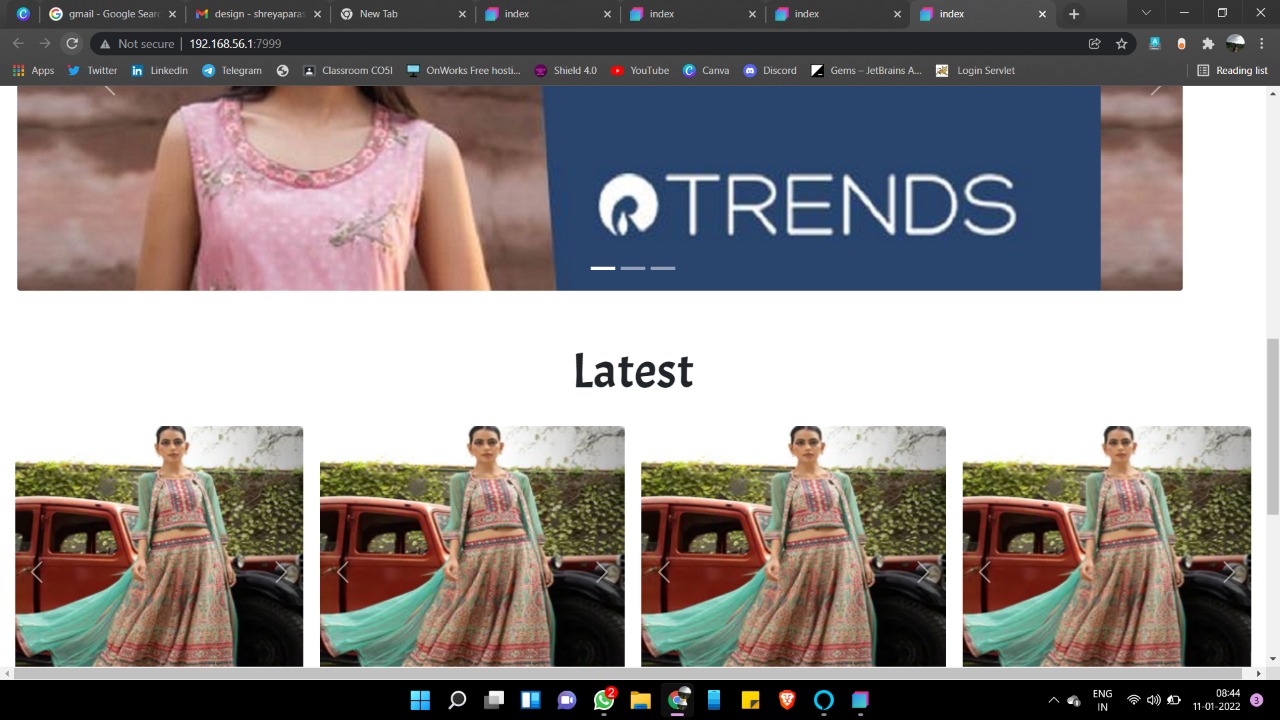 gmail - Google Searc
design - shreyaparas
New Tab
index
index
index
index
Not secure
192.168.56.1:7999
Apps
Twitter
LinkedIn
Telegram
Classroom CO5I
OnWorks Free hosti...
Shield 4.0
YouTube
Canva
Discord
Gems – JetBrains A...
Login Servlet
Reading list
TRENDS
Latest
2
ENG
IN
08:44
11-01-2022
3